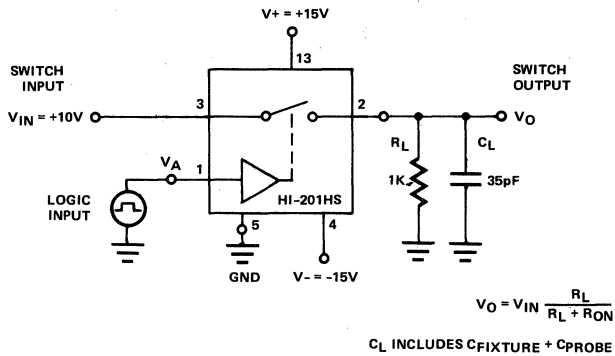 V+ = +15V
13
SWITCH
INPUT
SWITCH
OUTPUT
3
2
VIN = +10V
VO
RL
CL
VA
1
1K
35pF
LOGIC
INPUT
HI-201HS
5
4
GND
V- = -15V
VO = VIN RL / RL + RON
CL INCLUDES CFIXTURE + CPROBE